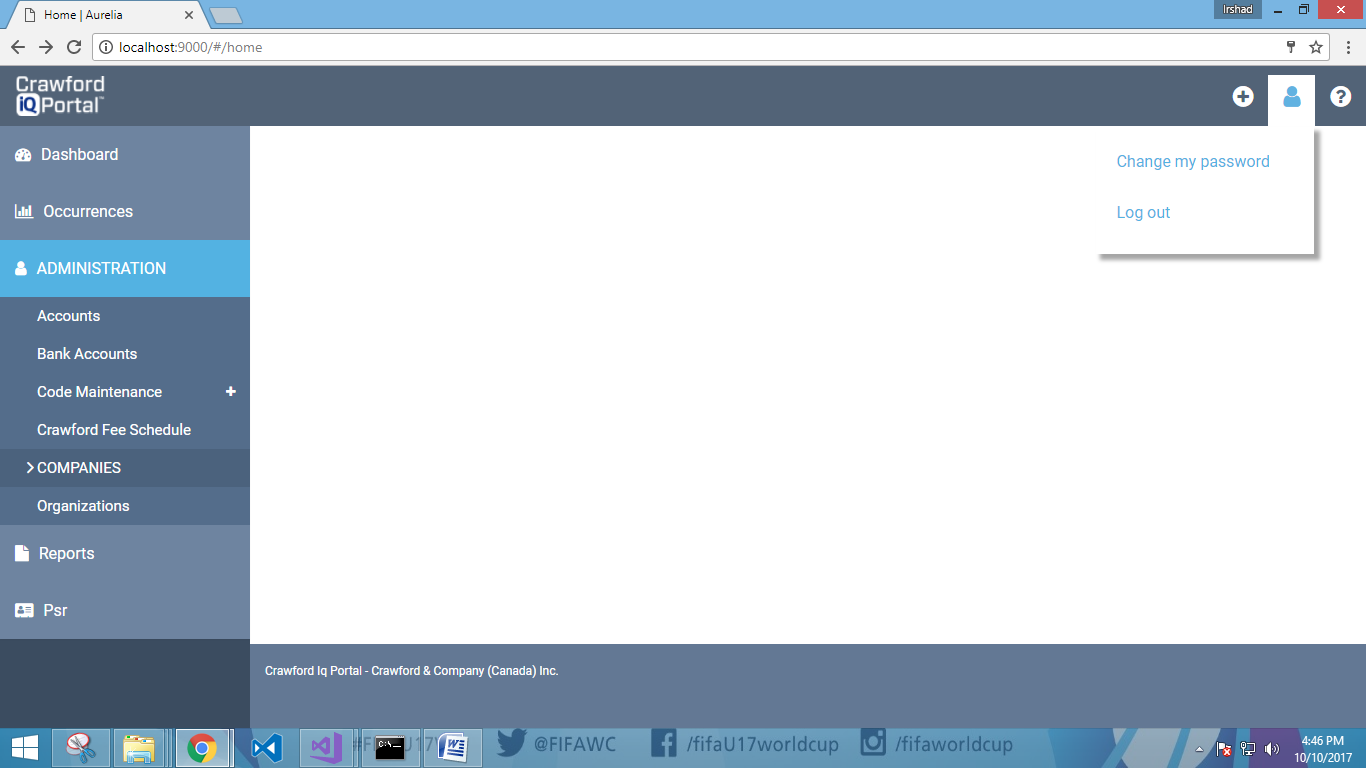 Home | Aurelia
Irshad
localhost:9000/#/home
Crawford
iQPortal™
Dashboard
Change my password
Occurrences
Log out
ADMINISTRATION
Accounts
Bank Accounts
Code Maintenance
Crawford Fee Schedule
COMPANIES
Organizations
Reports
Psr
Crawford Iq Portal - Crawford & Company (Canada) Inc.
@FIFAWC
/fifaU17worldcup
/fifaworldcup
4:46 PM
10/10/2017